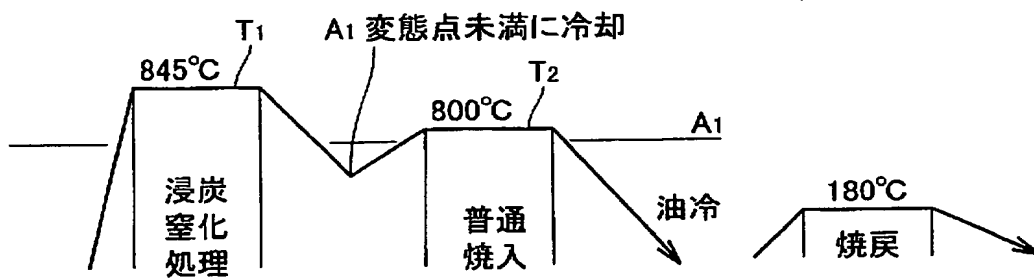 T1
A1 変態点未満に冷却
845℃
T2
800℃
A1
浸炭
窒化
処理
普通
焼入
油冷
180℃
焼戻